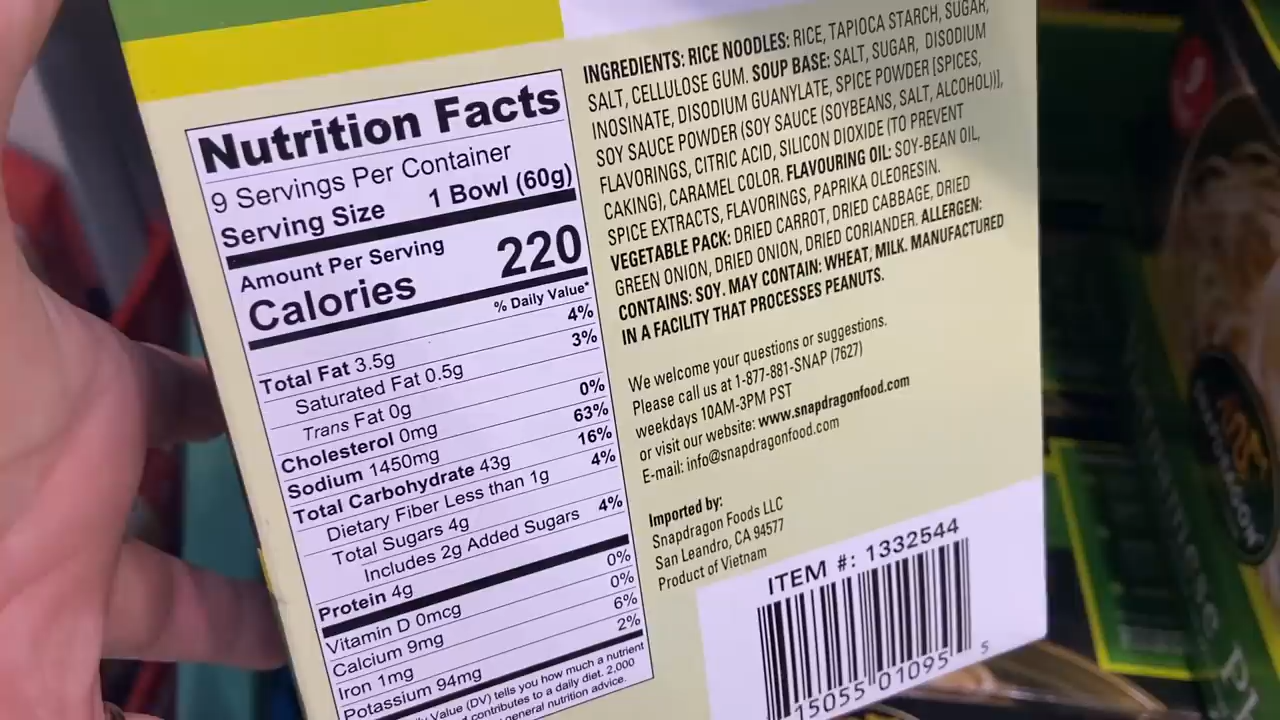 Nutrition Facts
9 Servings Per Container
Serving Size 1 Bowl (60g)
Amount Per Serving
Calories 220
% Daily Value*
Total Fat 3.5g 4%
Saturated Fat 0.5g 3%
Trans Fat 0g
Cholesterol 0mg 0%
Sodium 1450mg 63%
Total Carbohydrate 43g 16%
Dietary Fiber Less than 1g 4%
Total Sugars 4g
Includes 2g Added Sugars 4%
Protein 4g
Vitamin D 0mcg 0%
Calcium 9mg 0%
Iron 1mg 6%
Potassium 94mg 2%
Value (DV) tells you how much a nutrient
contributes to a daily diet. 2,000
general nutrition advice.
INGREDIENTS: RICE NOODLES: RICE, TAPIOCA STARCH, SUGAR,
SALT, CELLULOSE GUM. SOUP BASE: SALT, SUGAR, DISODIUM
INOSINATE, DISODIUM GUANYLATE, SPICE POWDER [SPICES,
SOY SAUCE POWDER (SOY SAUCE (SOYBEANS, SALT, ALCOHOL))],
FLAVORINGS, CITRIC ACID, SILICON DIOXIDE (TO PREVENT
CAKING), CARAMEL COLOR. FLAVOURING OIL: SOY-BEAN OIL,
SPICE EXTRACTS, FLAVORINGS, PAPRIKA OLEORESIN.
VEGETABLE PACK: DRIED CARROT, DRIED CABBAGE, DRIED
GREEN ONION, DRIED ONION, DRIED CORIANDER. ALLERGEN:
CONTAINS: SOY. MAY CONTAIN: WHEAT, MILK. MANUFACTURED
IN A FACILITY THAT PROCESSES PEANUTS.
We welcome your questions or suggestions.
Please call us at 1-877-881-SNAP (7627)
weekdays 10AM-3PM PST
or visit our website: www.snapdragonfood.com
E-mail: info@snapdragonfood.com
Imported by:
Snapdragon Foods LLC
San Leandro, CA 94577
Product of Vietnam
ITEM #: 1332544
15055 01095 5